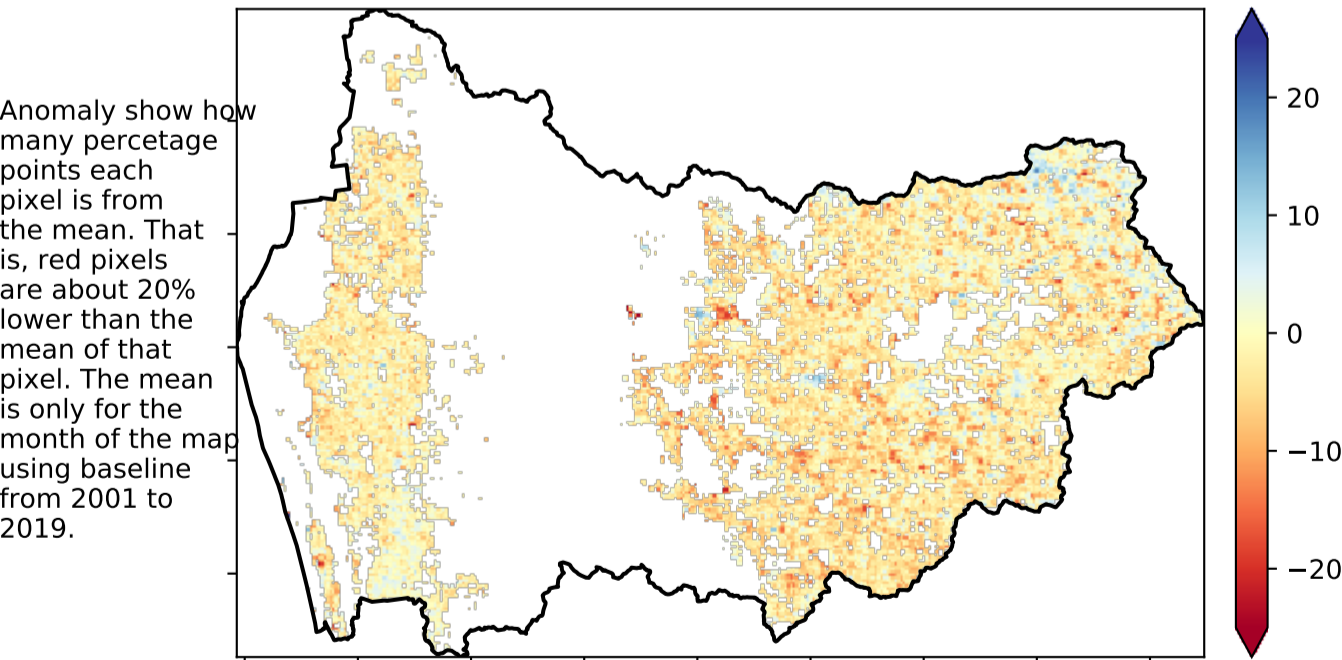 Anomaly show how
many percetage
points each
pixel is from
the mean. That
is, red pixels
are about 20%
lower than the
mean of that
pixel. The mean
is only for the
month of the map
using baseline
from 2001 to
2019.
20
10
0
−10
−20